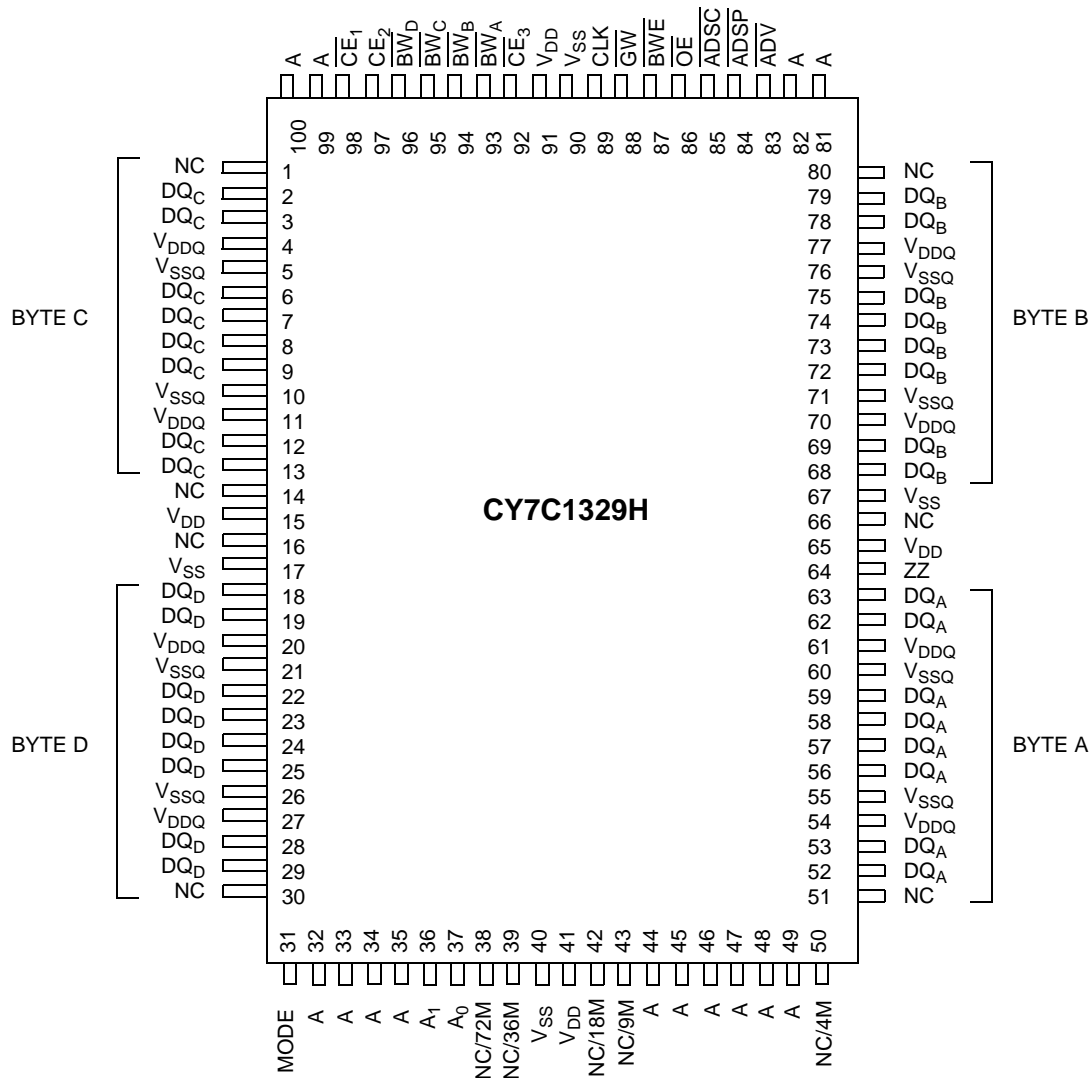 A A CE1 CE2 BWD BWC BWB BWA CE3 VDD VSS CLK GW BWE OE ADSC ADSP ADV A A
100 99 98 97 96 95 94 93 92 91 90 89 88 87 86 85 84 83 82 81
NC 1
DQC 2
DQC 3
VDDQ 4
VSSQ 5
DQC 6
DQC 7
DQC 8
DQC 9
VSSQ 10
VDDQ 11
DQC 12
DQC 13
NC 14
VDD 15
NC 16
VSS 17
DQD 18
DQD 19
VDDQ 20
VSSQ 21
DQD 22
DQD 23
DQD 24
DQD 25
VSSQ 26
VDDQ 27
DQD 28
DQD 29
NC 30
BYTE C
BYTE D
CY7C1329H
80 NC
79 DQB
78 DQB
77 VDDQ
76 VSSQ
75 DQB
74 DQB
73 DQB
72 DQB
71 VSSQ
70 VDDQ
69 DQB
68 DQB
67 VSS
66 NC
65 VDD
64 ZZ
63 DQA
62 DQA
61 VDDQ
60 VSSQ
59 DQA
58 DQA
57 DQA
56 DQA
55 VSSQ
54 VDDQ
53 DQA
52 DQA
51 NC
BYTE B
BYTE A
31 32 33 34 35 36 37 38 39 40 41 42 43 44 45 46 47 48 49 50
MODE A A A A A1 A0 NC/72M NC/36M VSS VDD NC/18M NC/9M A A A A A A NC/4M